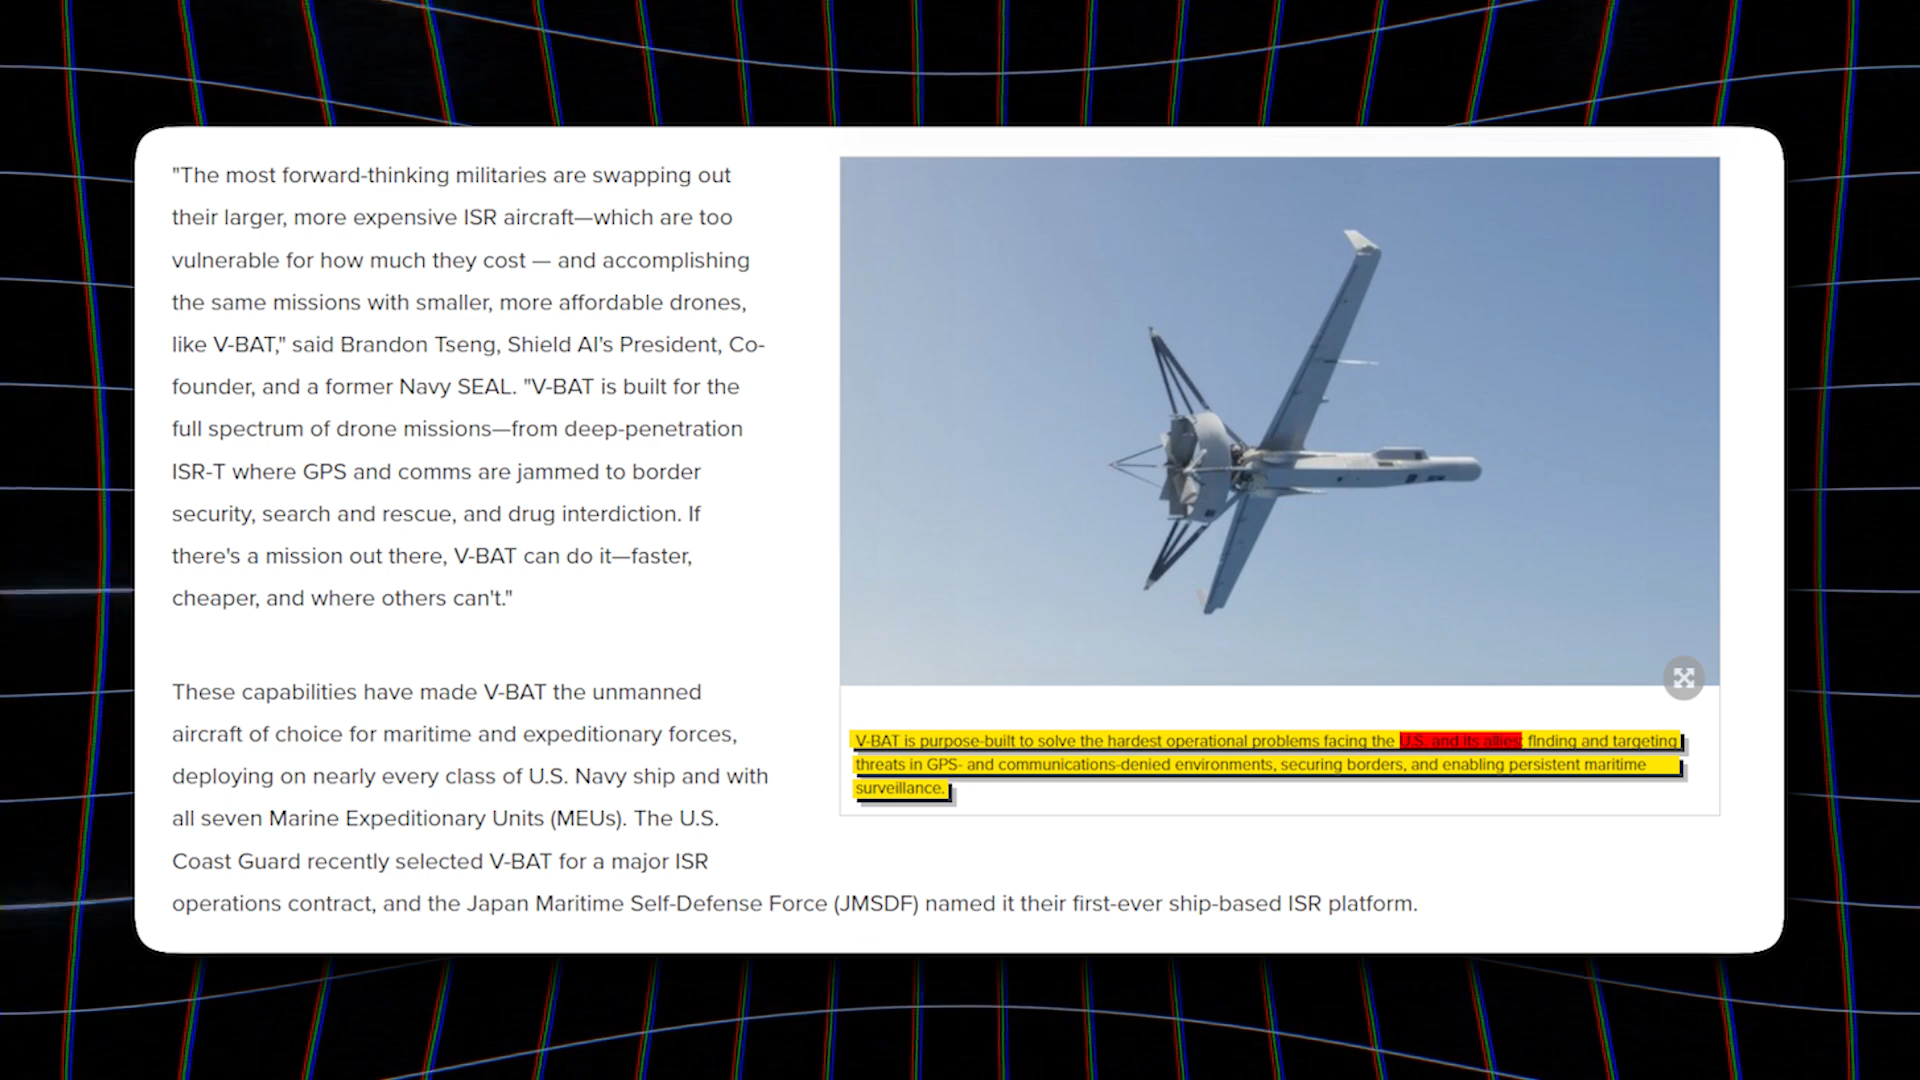 "The most forward-thinking militaries are swapping out
their larger, more expensive ISR aircraft—which are too
vulnerable for how much they cost — and accomplishing
the same missions with smaller, more affordable drones,
like V-BAT," said Brandon Tseng, Shield AI's President, Co-
founder, and a former Navy SEAL. "V-BAT is built for the
full spectrum of drone missions—from deep-penetration
ISR-T where GPS and comms are jammed to border
security, search and rescue, and drug interdiction. If
there's a mission out there, V-BAT can do it—faster,
cheaper, and where others can't."
These capabilities have made V-BAT the unmanned
aircraft of choice for maritime and expeditionary forces,
deploying on nearly every class of U.S. Navy ship and with
all seven Marine Expeditionary Units (MEUs). The U.S.
Coast Guard recently selected V-BAT for a major ISR
operations contract, and the Japan Maritime Self-Defense Force (JMSDF) named it their first-ever ship-based ISR platform.
V-BAT is purpose-built to solve the hardest operational problems facing the U.S. and its allies: finding and targeting
threats in GPS- and communications-denied environments, securing borders, and enabling persistent maritime
surveillance.